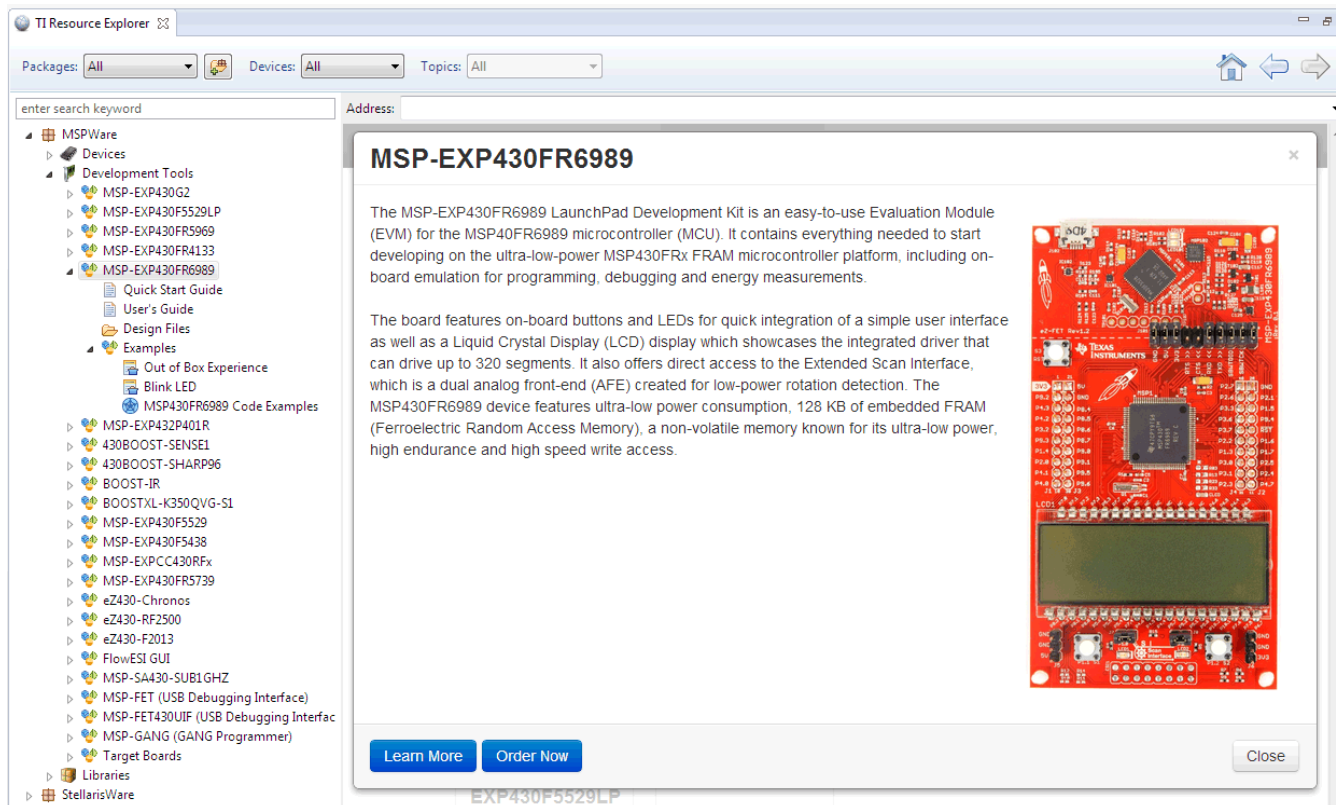 TI Resource Explorer
Packages: All Devices: All Topics: All
enter search keyword
Address:
MSPWare
Devices
Development Tools
MSP-EXP430G2
MSP-EXP430F5529LP
MSP-EXP430FR5969
MSP-EXP430FR4133
MSP-EXP430FR6989
Quick Start Guide
User's Guide
Design Files
Examples
Out of Box Experience
Blink LED
MSP430FR6989 Code Examples
MSP-EXP432P401R
430BOOST-SENSE1
430BOOST-SHARP96
BOOST-IR
BOOSTXL-K350QVG-S1
MSP-EXP430F5529
MSP-EXP430F5438
MSP-EXPCC430RFx
MSP-EXP430FR5739
eZ430-Chronos
eZ430-RF2500
eZ430-F2013
FlowESI GUI
MSP-SA430-SUB1GHZ
MSP-FET (USB Debugging Interface)
MSP-FET430UIF (USB Debugging Interfac
MSP-GANG (GANG Programmer)
Target Boards
Libraries
StellarisWare
MSP-EXP430FR6989
The MSP-EXP430FR6989 LaunchPad Development Kit is an easy-to-use Evaluation Module
(EVM) for the MSP40FR6989 microcontroller (MCU). It contains everything needed to start
developing on the ultra-low-power MSP430FRx FRAM microcontroller platform, including on-
board emulation for programming, debugging and energy measurements.
The board features on-board buttons and LEDs for quick integration of a simple user interface
as well as a Liquid Crystal Display (LCD) display which showcases the integrated driver that
can drive up to 320 segments. It also offers direct access to the Extended Scan Interface,
which is a dual analog front-end (AFE) created for low-power rotation detection. The
MSP430FR6989 device features ultra-low power consumption, 128 KB of embedded FRAM
(Ferroelectric Random Access Memory), a non-volatile memory known for its ultra-low power,
high endurance and high speed write access.
MSP-EXP430FR6989
eZ-FET Rev1.2
TEXAS
INSTRUMENTS
LCD1
Learn More Order Now Close
EXP430F5529LP